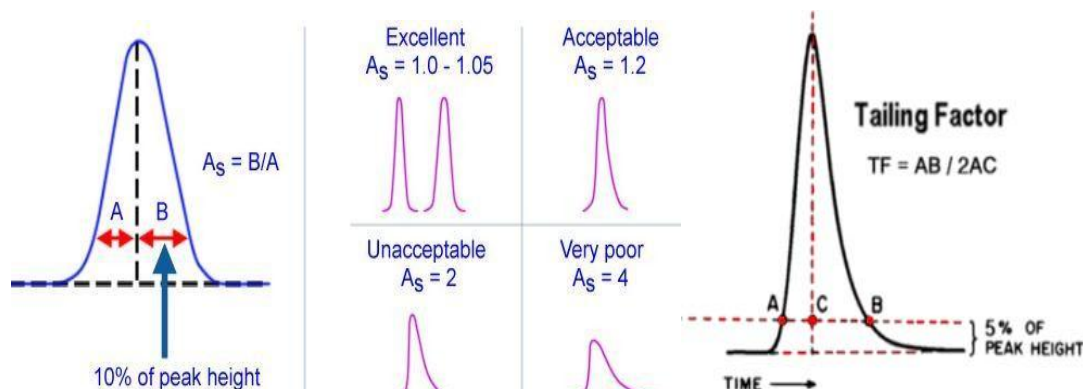 A B
As = B/A
10% of peak height
Excellent
As = 1.0 - 1.05
Acceptable
As = 1.2
Unacceptable
As = 2
Very poor
As = 4
Tailing Factor
TF = AB / 2AC
A C B
5% OF
PEAK HEIGHT
TIME